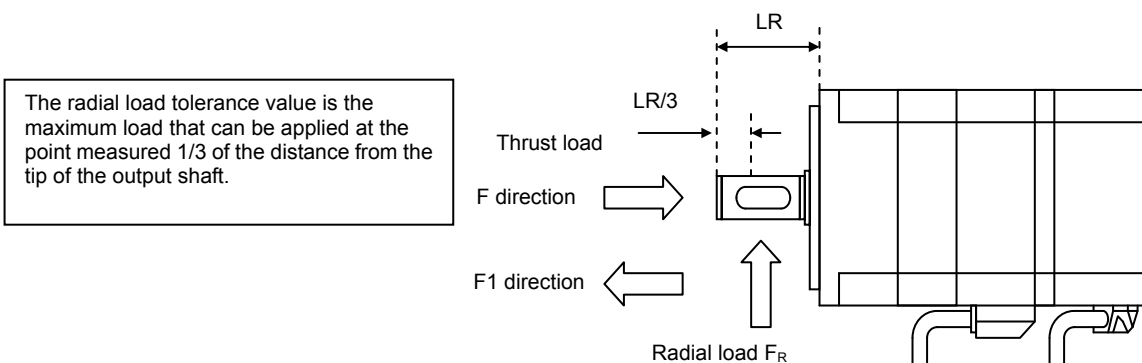 The radial load tolerance value is the
maximum load that can be applied at the
point measured 1/3 of the distance from the
tip of the output shaft.
LR
LR/3
Thrust load
F direction
F1 direction
Radial load FR